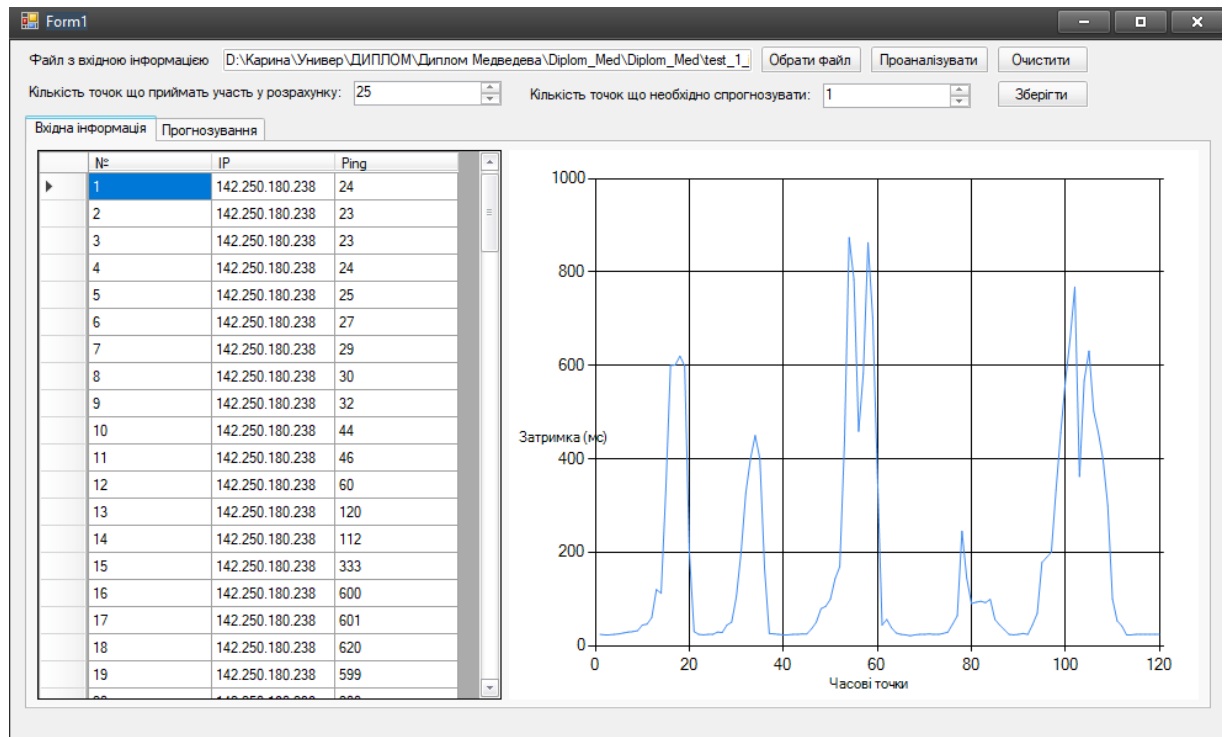 Form1
Файл з вхідною інформацією D:\Карина\Универ\ДИПЛОМ\Диплом Медведева\Diplom_Med\Diplom_Med\test_1_ Обрати файл Проаналізувати Очистити
Кількість точок що приймать участь у розрахунку: 25 Кількість точок що необхідно спрогнозувати: 1 Зберігти
Вхідна інформація Прогнозування
№ IP Ping
1 142.250.180.238 24
2 142.250.180.238 23
3 142.250.180.238 23
4 142.250.180.238 24
5 142.250.180.238 25
6 142.250.180.238 27
7 142.250.180.238 29
8 142.250.180.238 30
9 142.250.180.238 32
10 142.250.180.238 44
11 142.250.180.238 46
12 142.250.180.238 60
13 142.250.180.238 120
14 142.250.180.238 112
15 142.250.180.238 333
16 142.250.180.238 600
17 142.250.180.238 601
18 142.250.180.238 620
19 142.250.180.238 599
1000
800
600
Затримка (мс)
400
200
0
0 20 40 60 80 100 120
Часові точки